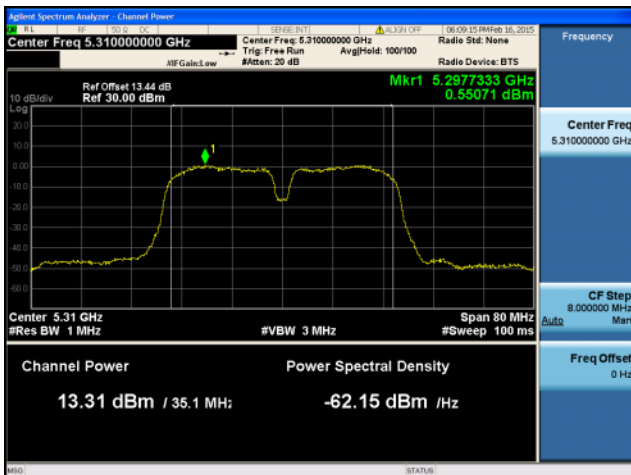 Agilent Spectrum Analyzer - Channel Power
RL RF 50 Ω DC SENSE:INT ALIGN OFF 06:09:15 PM Feb 16, 2015
Center Freq 5.310000000 GHz
Center Freq: 5.310000000 GHz
Radio Std: None
Trig: Free Run Avg|Hold: 100/100
#IFGain:Low #Atten: 20 dB Radio Device: BTS
Ref Offset 13.44 dB
Mkr1 5.2977333 GHz
10 dB/div Ref 30.00 dBm
0.55071 dBm
Log
20.0
10.0
0.00
-10.0
-20.0
-30.0
-40.0
-50.0
-60.0
1
Center 5.31 GHz
Span 80 MHz
#Res BW 1 MHz
#VBW 3 MHz
#Sweep 100 ms
Channel Power
Power Spectral Density
13.31 dBm / 35.1 MHz
-62.15 dBm /Hz
Frequency
Center Freq
5.310000000 GHz
CF Step
8.000000 MHz
Auto Man
Freq Offset
0 Hz
MSG
STATUS